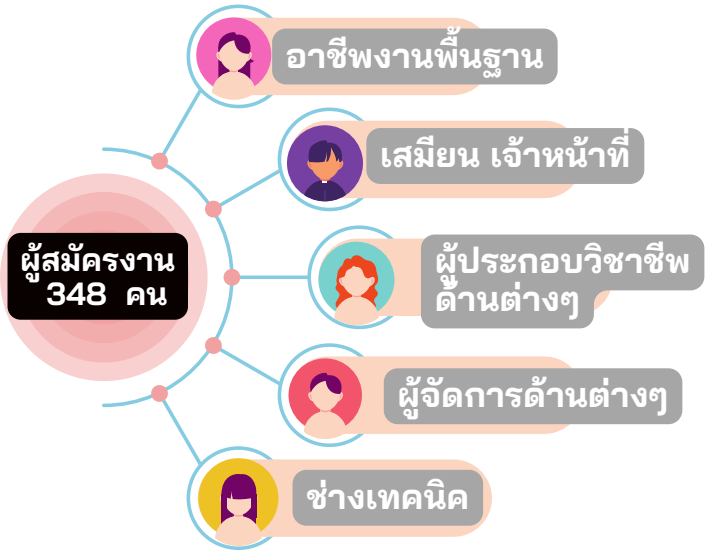 อาชีพงานพื้นฐาน
เสมียน เจ้าหน้าที่
ผู้สมัครงาน
348 คน
ผู้ประกอบวิชาชีพ
ด้านต่างๆ
ผู้จัดการด้านต่างๆ
ช่างเทคนิค